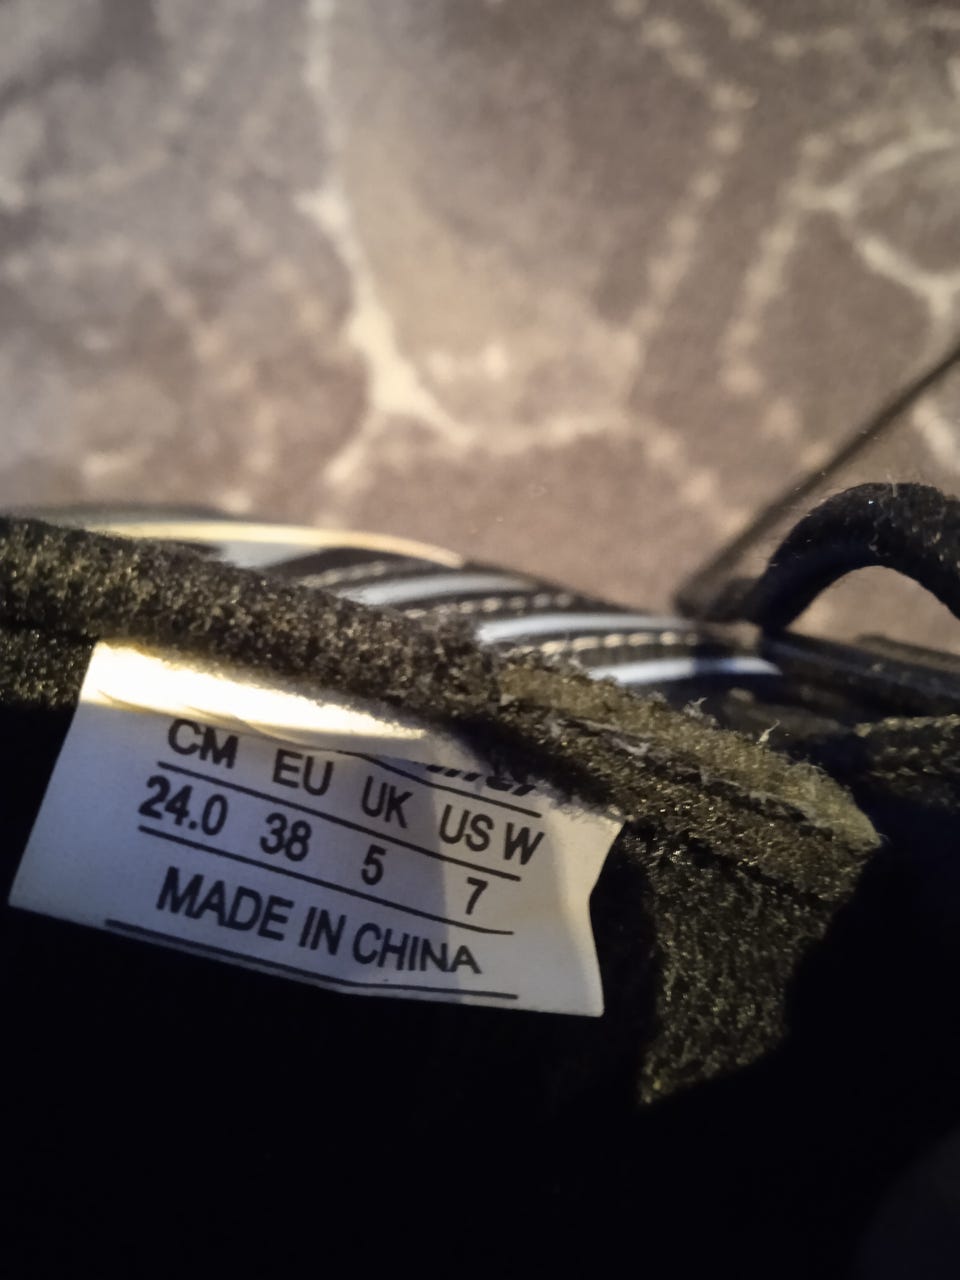 CM EU UK US W
24.0 38 5 7
MADE IN CHINA